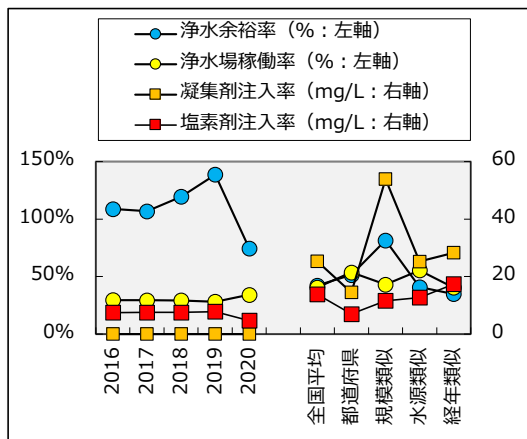 浄水余裕率（%：左軸）
浄水場稼働率（%：左軸）
凝集剤注入率（mg/L：右軸）
塩素剤注入率（mg/L：右軸）
150%
100%
50%
0%
60
40
20
0
2016
2017
2018
2019
2020
全国平均
都道府県
規模類似
水源類似
経年類似